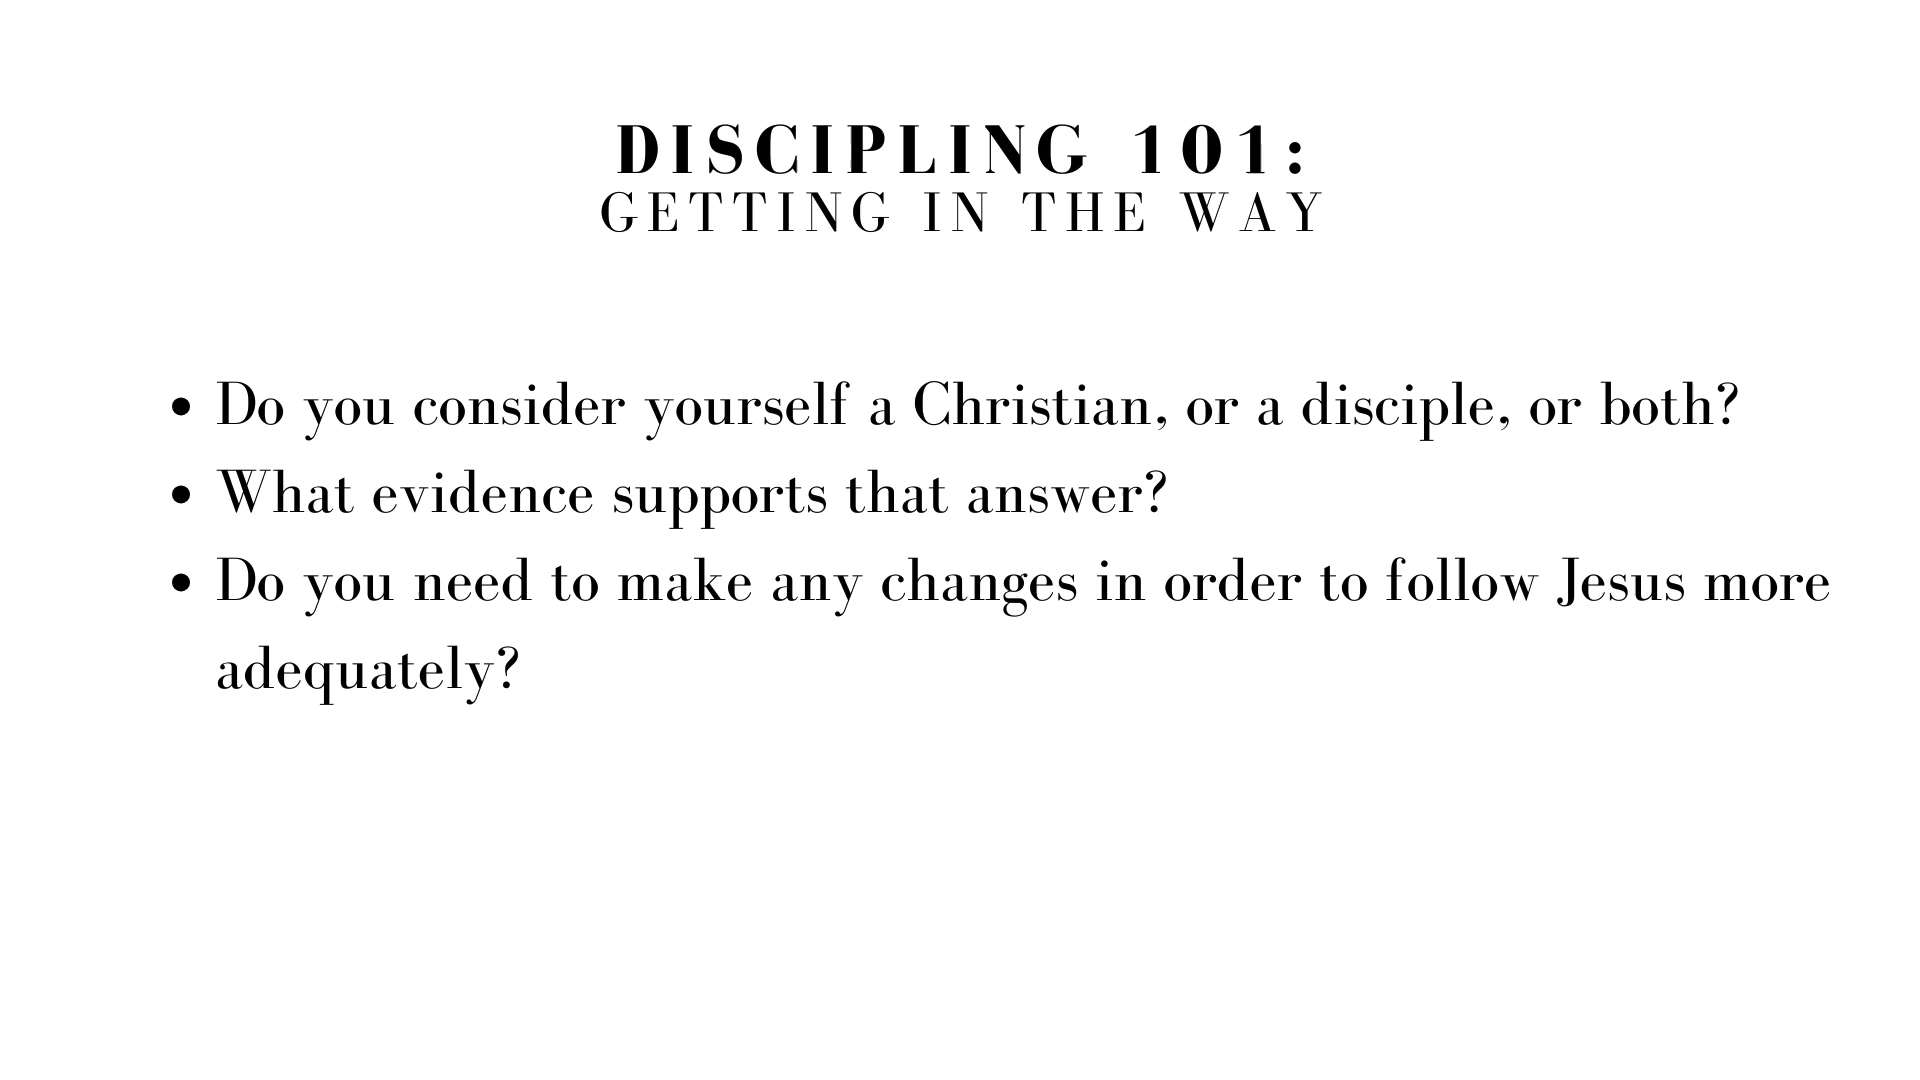 DISCIPLING 101:
GETTING IN THE WAY
• Do you consider yourself a Christian, or a disciple, or both?
• What evidence supports that answer?
• Do you need to make any changes in order to follow Jesus more
adequately?